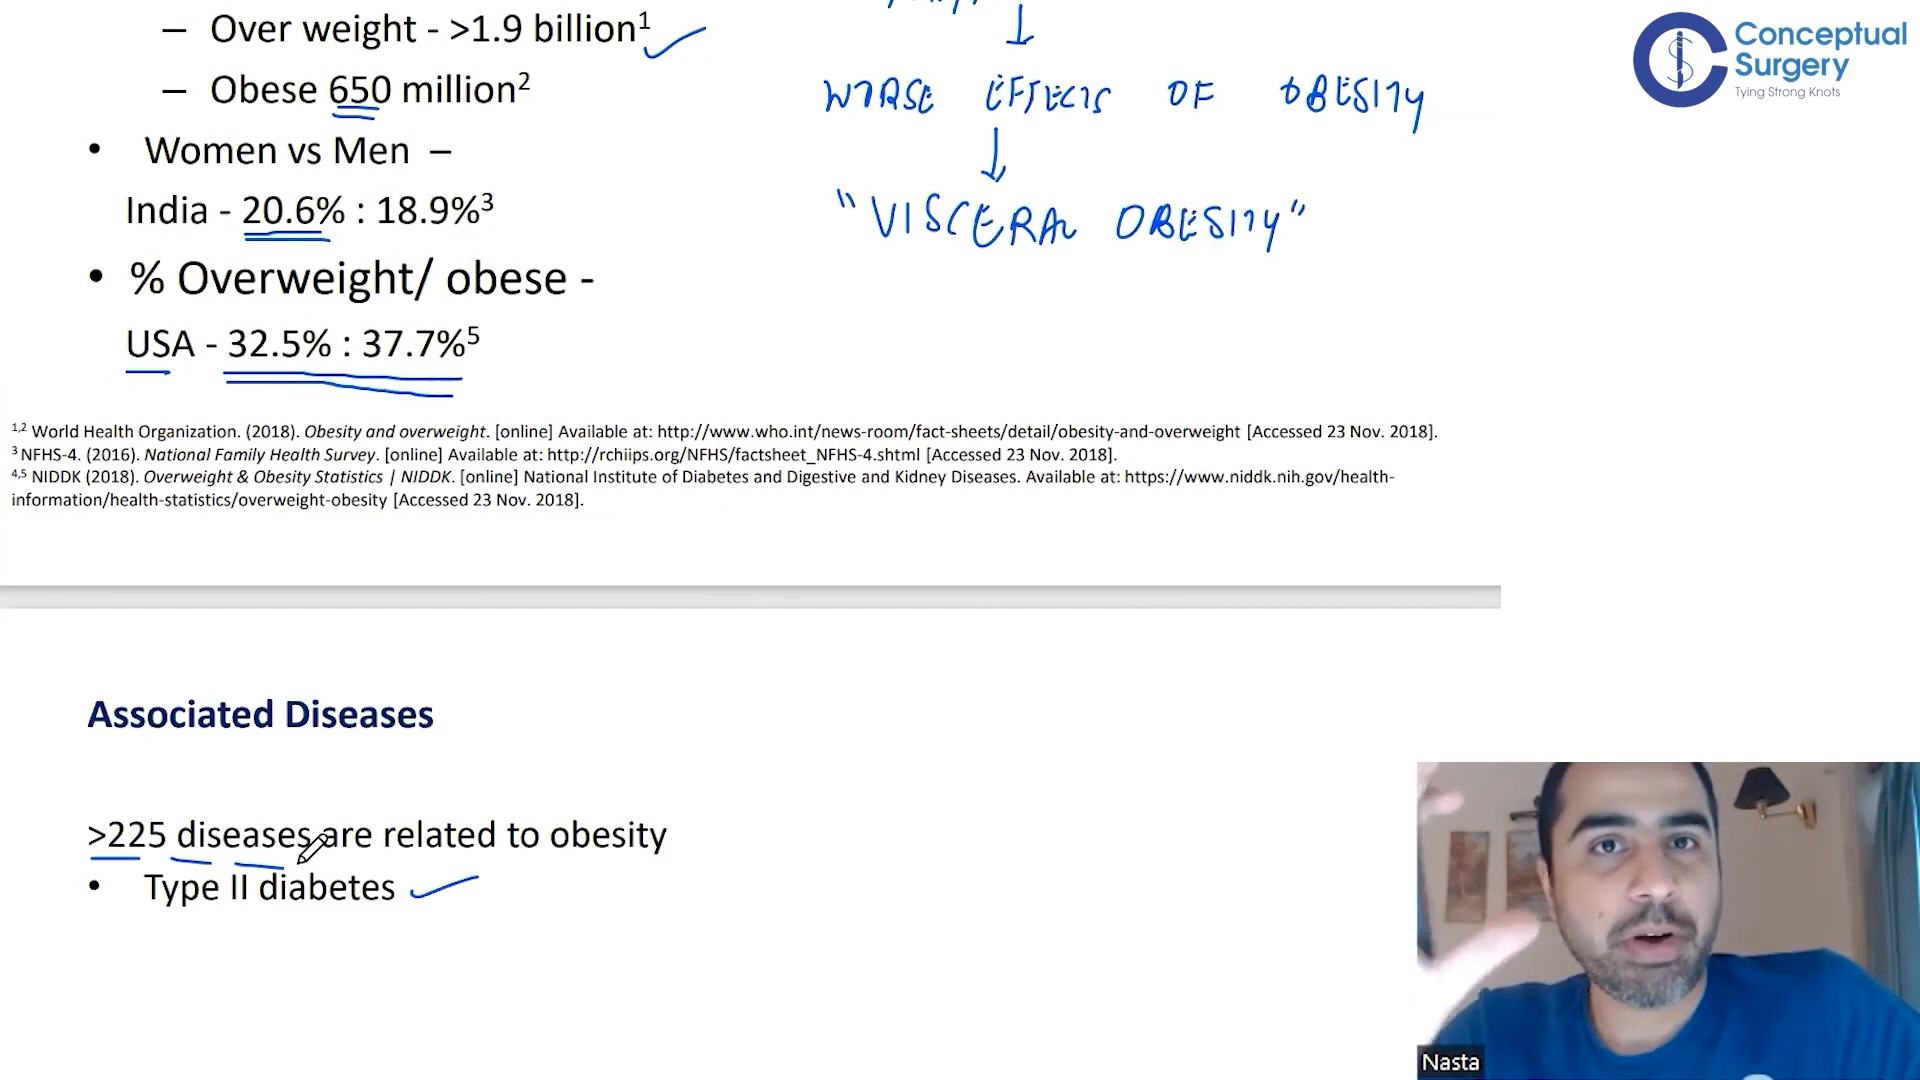 – Over weight - >1.9 billion¹
– Obese 650 million²
• Women vs Men –
India - 20.6% : 18.9%³
• % Overweight/ obese -
USA - 32.5% : 37.7%⁵
WORSE EFFECTS OF OBESITY
"VISCERAL OBESITY"
Conceptual
Surgery
Tying Strong Knots
¹,² World Health Organization. (2018). Obesity and overweight. [online] Available at: http://www.who.int/news-room/fact-sheets/detail/obesity-and-overweight [Accessed 23 Nov. 2018].
³ NFHS-4. (2016). National Family Health Survey. [online] Available at: http://rchiips.org/NFHS/factsheet_NFHS-4.shtml [Accessed 23 Nov. 2018].
⁴,⁵ NIDDK (2018). Overweight & Obesity Statistics | NIDDK. [online] National Institute of Diabetes and Digestive and Kidney Diseases. Available at: https://www.niddk.nih.gov/health-
information/health-statistics/overweight-obesity [Accessed 23 Nov. 2018].
Associated Diseases
>225 diseases are related to obesity
• Type II diabetes
Nasta